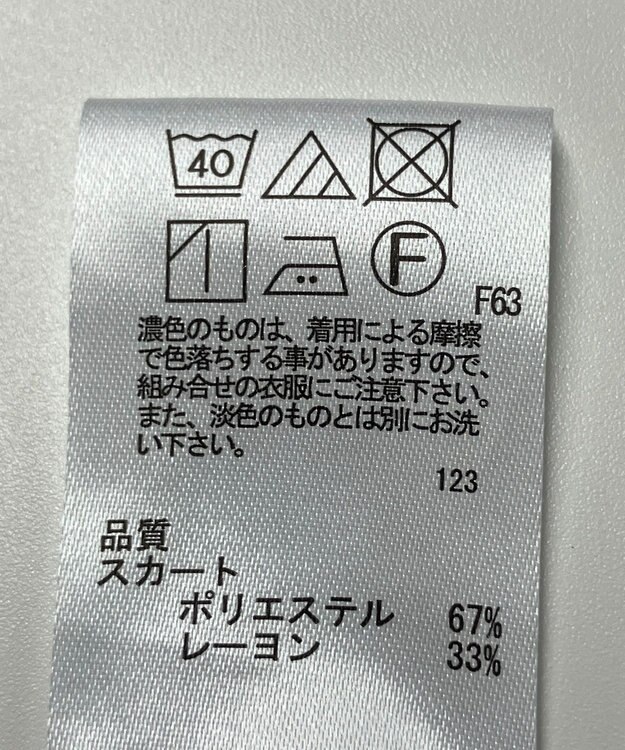 40
F
F63
濃色のものは、着用による摩擦
で色落ちする事がありますので、
組み合せの衣服にご注意下さい。
また、淡色のものとは別にお洗
い下さい。
123
品質
スカート
ポリエステル 67%
レーヨン 33%